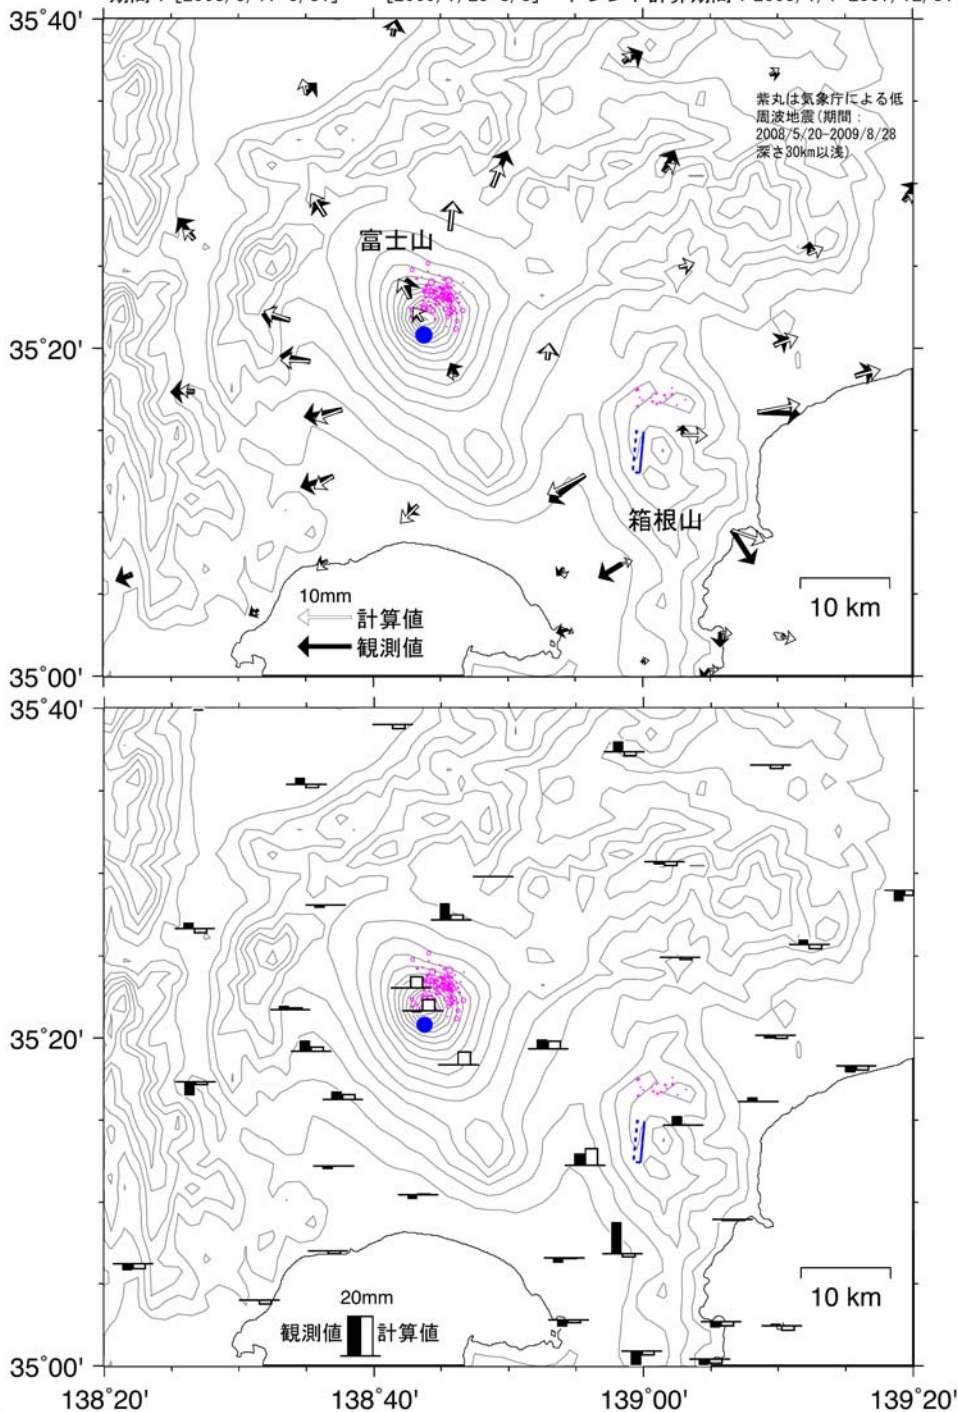 35°40'
紫丸は気象庁による低
周波地震(期間:
2008/5/20-2009/8/28
深さ30km以浅)
富士山
35°20'
箱根山
10mm
計算値
観測値
10 km
35°00'
35°40'
35°20'
20mm
観測値 計算値
10 km
35°00'
138°20' 138°40' 139°00' 139°20'